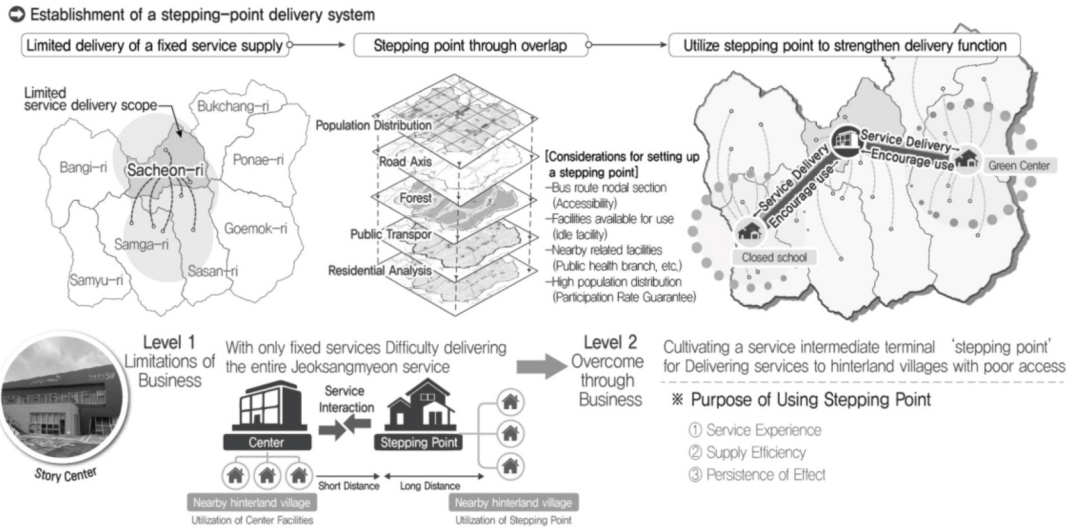 Establishment of a stepping-point delivery system
Limited delivery of a fixed service supply
Stepping point through overlap
Utilize stepping point to strengthen delivery function
Limited
service delivery scope
Bukchang-ri
Bangi-ri
Sacheon-ri
Ponae-ri
Samga-ri
Goemok-ri
Samyu-ri
Sasan-ri
Population Distribution
Road Axis
Forest
Public Transpor
Residential Analysis
[Considerations for setting up
a stepping point]
-Bus route nodal section
(Accessibility)
-Facilities available for use
(Idle facility)
-Nearby related facilities
(Public health branch, etc,)
-High population distribution
(Participation Rate Guarantee)
Service Delivery
Encourage use
Service Delivery
Encourage use
Green Center
Closed school
Level 1
Limitations of
Business
With only fixed services Difficulty delivering
the entire Jeoksangmyeon service
Level 2
Overcome
through
Business
Cultivating a service intermediate terminal 'stepping point'
for Delivering services to hinterland villages with poor access
※ Purpose of Using Stepping Point
① Service Experience
② Supply Efficiency
③ Persistence of Effect
Story Center
Service
Interaction
Center
Stepping Point
Short Distance
Long Distance
Nearby hinterland village
Utilization of Center Facilities
Nearby hinterland village
Utilization of Stepping Point